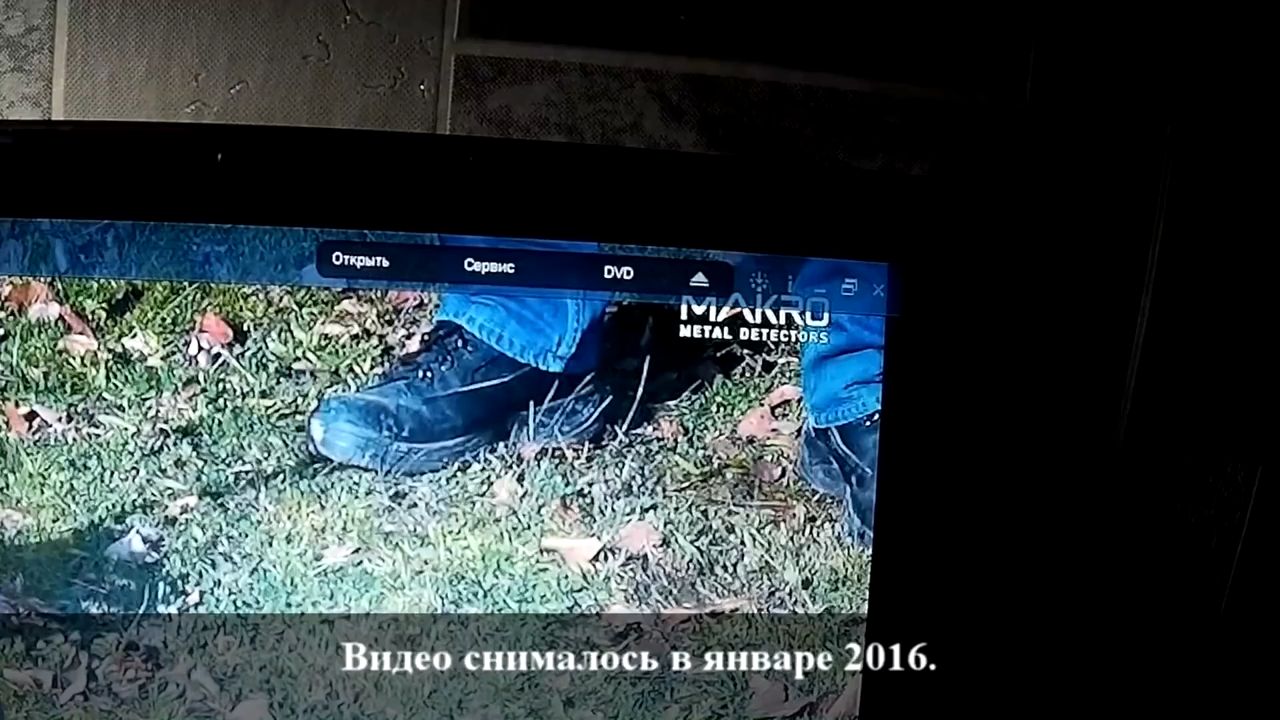 Открыть Сервис DVD
MAKRO
METAL DETECTORS
Видео снималось в январе 2016.